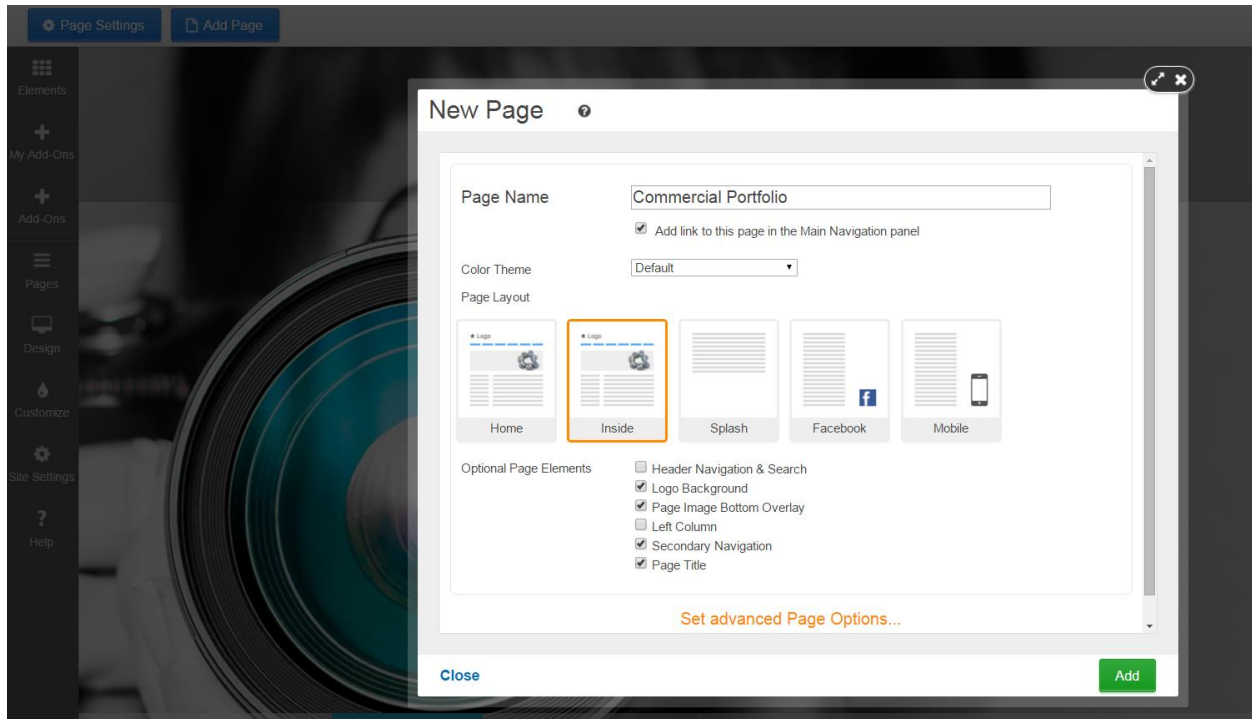 Page Settings
Add Page
Elements
My Add-Ons
Add-Ons
Pages
Design
Customize
Site Settings
?
Help
New Page ?
Page Name Commercial Portfolio
Add link to this page in the Main Navigation panel
Color Theme Default
Page Layout
★ Logo
★ Logo
f
Home Inside Splash Facebook Mobile
Optional Page Elements Header Navigation & Search
Logo Background
Page Image Bottom Overlay
Left Column
Secondary Navigation
Page Title
Set advanced Page Options...
Close Add